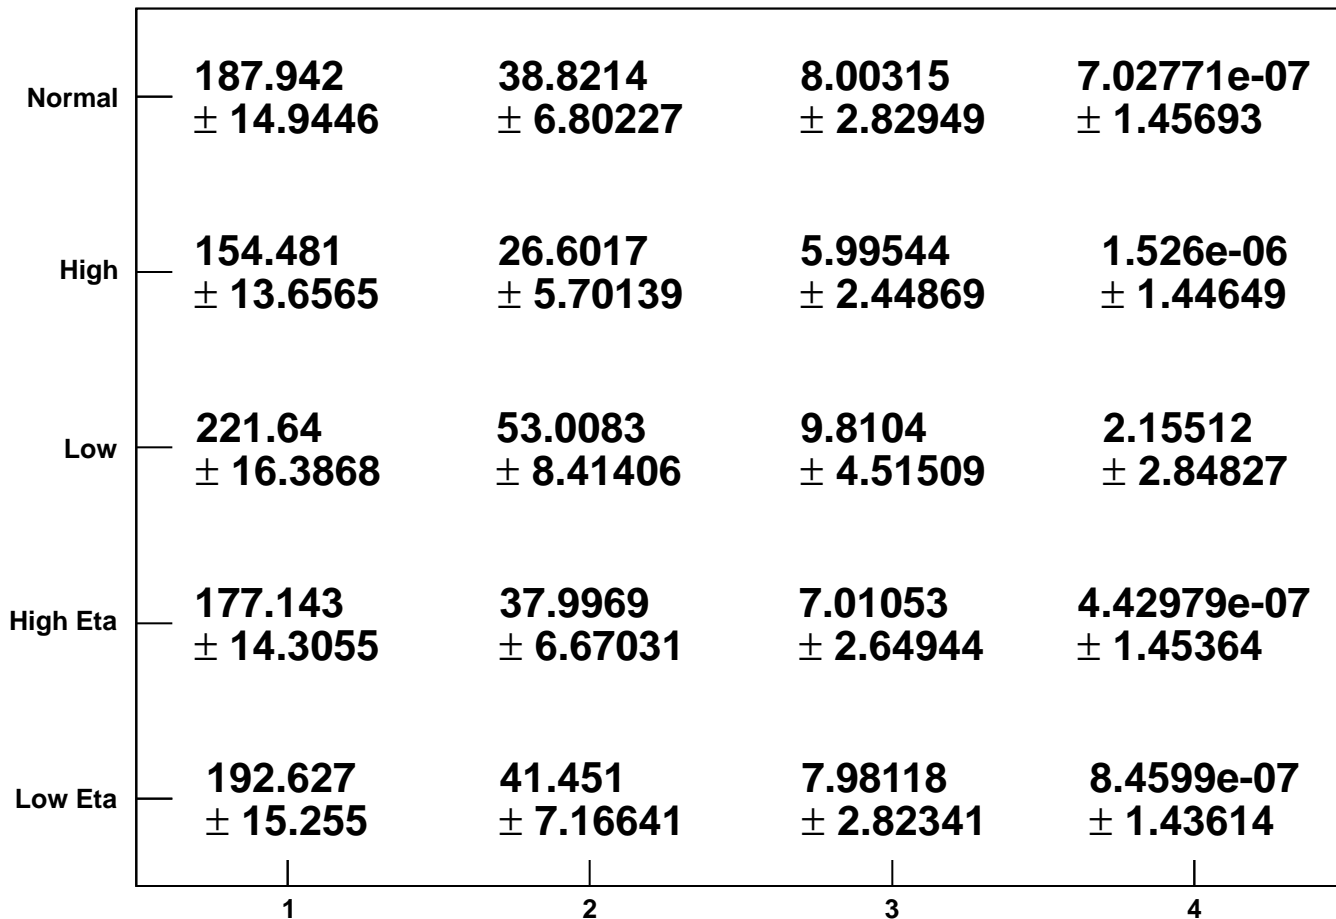 187.942 38.8214 8.00315 7.02771e-07
Normal
± 14.9446 ± 6.80227 ± 2.82949 ± 1.45693
154.481 26.6017 5.99544 1.526e-06
High
± 13.6565 ± 5.70139 ± 2.44869 ± 1.44649
221.64 53.0083 9.8104 2.15512
Low
± 16.3868 ± 8.41406 ± 4.51509 ± 2.84827
177.143 37.9969 7.01053 4.42979e-07
High Eta
± 14.3055 ± 6.67031 ± 2.64944 ± 1.45364
192.627 41.451 7.98118 8.4599e-07
Low Eta
± 15.255 ± 7.16641 ± 2.82341 ± 1.43614
1 2 3 4